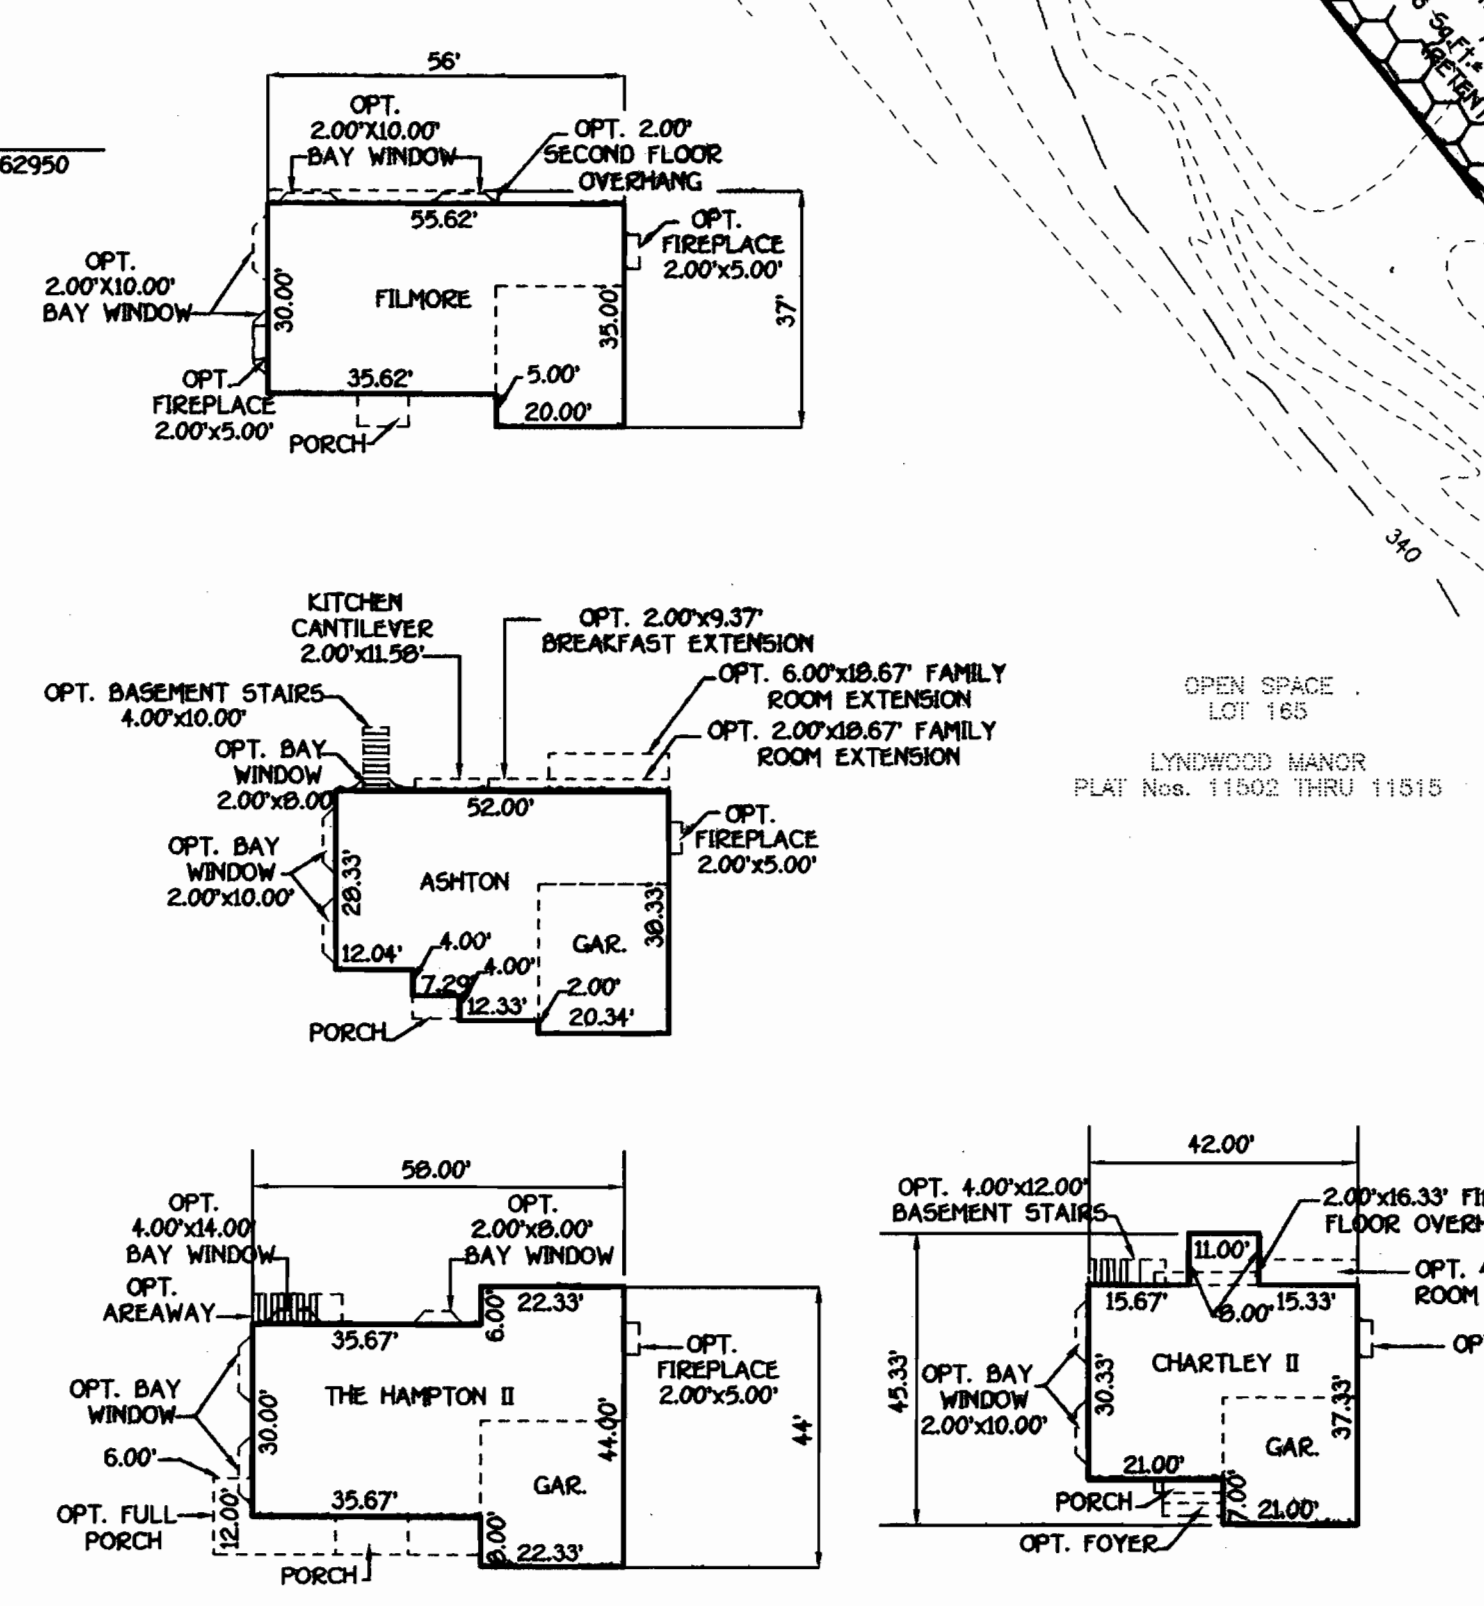 62950
56'
OPT.
2.00'X10.00'
BAY WINDOW
OPT. 2.00'
SECOND FLOOR
OVERHANG
55.62'
OPT.
FIREPLACE
2.00'x5.00'
OPT.
2.00'X10.00'
BAY WINDOW
30.00'
FILMORE
35.00'
37'
OPT.
FIREPLACE
2.00'x5.00'
35.62'
5.00'
20.00'
PORCH
Sq.Ft.
340
OPEN SPACE
LOT 165
LYNDWOOD MANOR
PLAT Nos. 11502 THRU 11515
KITCHEN
CANTILEVER
2.00'x11.58'
OPT. 2.00'x9.37'
BREAKFAST EXTENSION
OPT. 6.00'x18.67' FAMILY
ROOM EXTENSION
OPT. 2.00'x18.67' FAMILY
ROOM EXTENSION
OPT. BASEMENT STAIRS
4.00'x10.00'
OPT. BAY
WINDOW
2.00'x8.00'
52.00'
OPT.
FIREPLACE
2.00'x5.00'
OPT. BAY
WINDOW
2.00'x10.00'
28.33'
ASHTON
38.33'
GAR.
12.04'
4.00'
7.29'
4.00'
12.33'
2.00'
20.34'
PORCH
58.00'
OPT.
4.00'x14.00'
BAY WINDOW
OPT.
2.00'x8.00'
BAY WINDOW
OPT.
AREAWAY
35.67'
6.00'
22.33'
OPT.
FIREPLACE
2.00'x5.00'
OPT. BAY
WINDOW
30.00'
THE HAMPTON II
44.00'
44'
GAR.
6.00'
OPT. FULL
PORCH
12.00'
35.67'
8.00'
22.33'
PORCH
42.00'
OPT. 4.00'x12.00'
BASEMENT STAIRS
2.00'x16.33'
FLOOR
11.00'
OPT.
ROOM
15.67'
8.00'
15.33'
45.33'
OPT. BAY
WINDOW
2.00'x10.00'
30.33'
CHARTLEY II
37.33'
GAR.
21.00'
7.00'
21.00'
PORCH
OPT. FOYER